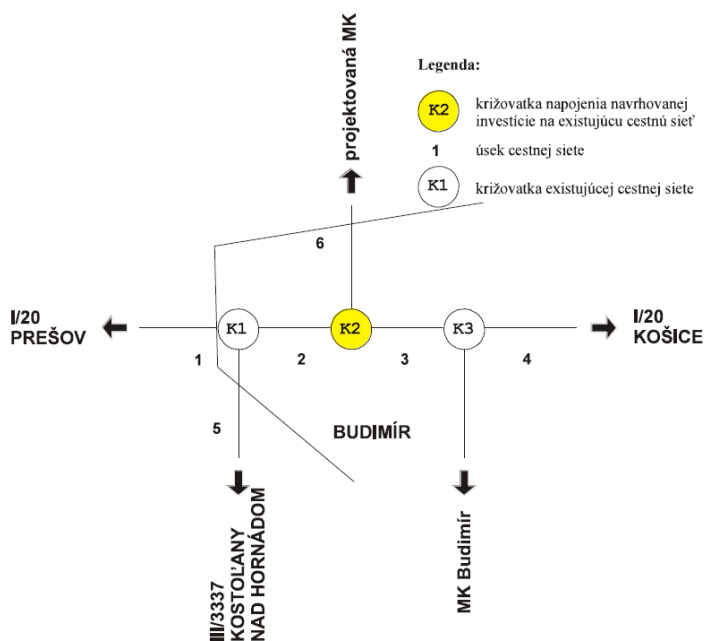 projektovaná MK
Legenda:
K2
križovatka napojenia navrhovanej
investície na existujúcu cestnú sieť
1
úsek cestnej siete
K1
križovatka existujúcej cestnej siete
6
I/20
PREŠOV
K1
K2
K3
I/20
KOŠICE
1
2
3
4
5
BUDIMÍR
III/3337
KOSTOĽANY
NAD HORNÁDOM
MK Budimír